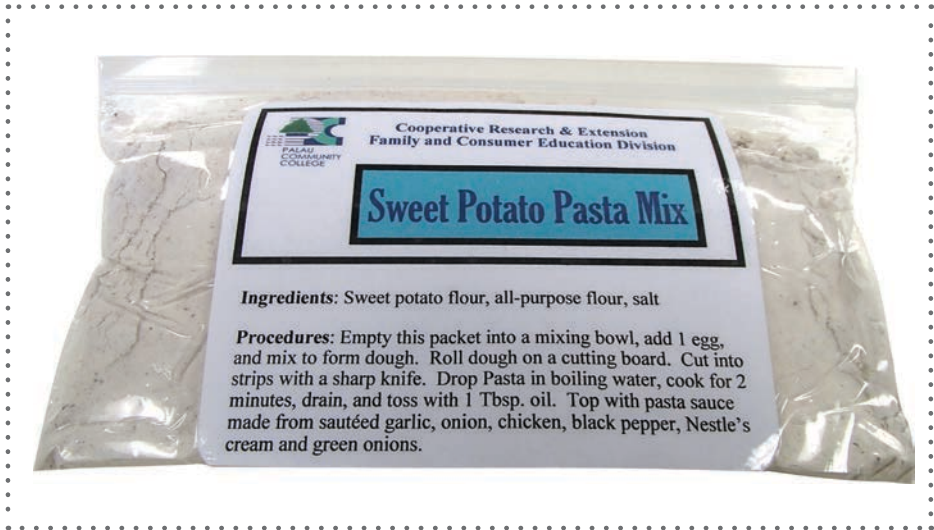 PALAU
COMMUNITY
COLLEGE
Cooperative Research & Extension
Family and Consumer Education Division
Sweet Potato Pasta Mix
Ingredients: Sweet potato flour, all-purpose flour, salt
Procedures: Empty this packet into a mixing bowl, add 1 egg,
and mix to form dough. Roll dough on a cutting board. Cut into
strips with a sharp knife. Drop Pasta in boiling water, cook for 2
minutes, drain, and toss with 1 Tbsp. oil. Top with pasta sauce
made from sautéed garlic, onion, chicken, black pepper, Nestle's
cream and green onions.